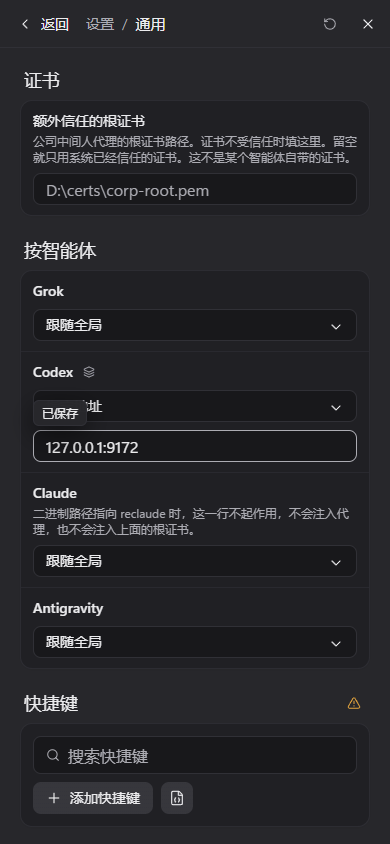 返回 设置 / 通用
证书
额外信任的根证书
公司中间人代理的根证书路径。证书不受信任时填这里。留空
就只用系统已经信任的证书。这不是某个智能体自带的证书。
D:\certs\corp-root.pem
按智能体
Grok
跟随全局
Codex
址
已保存
127.0.0.1:9172
Claude
二进制路径指向 reclaude 时，这一行不起作用，不会注入代
理，也不会注入上面的根证书。
跟随全局
Antigravity
跟随全局
快捷键
搜索快捷键
添加快捷键